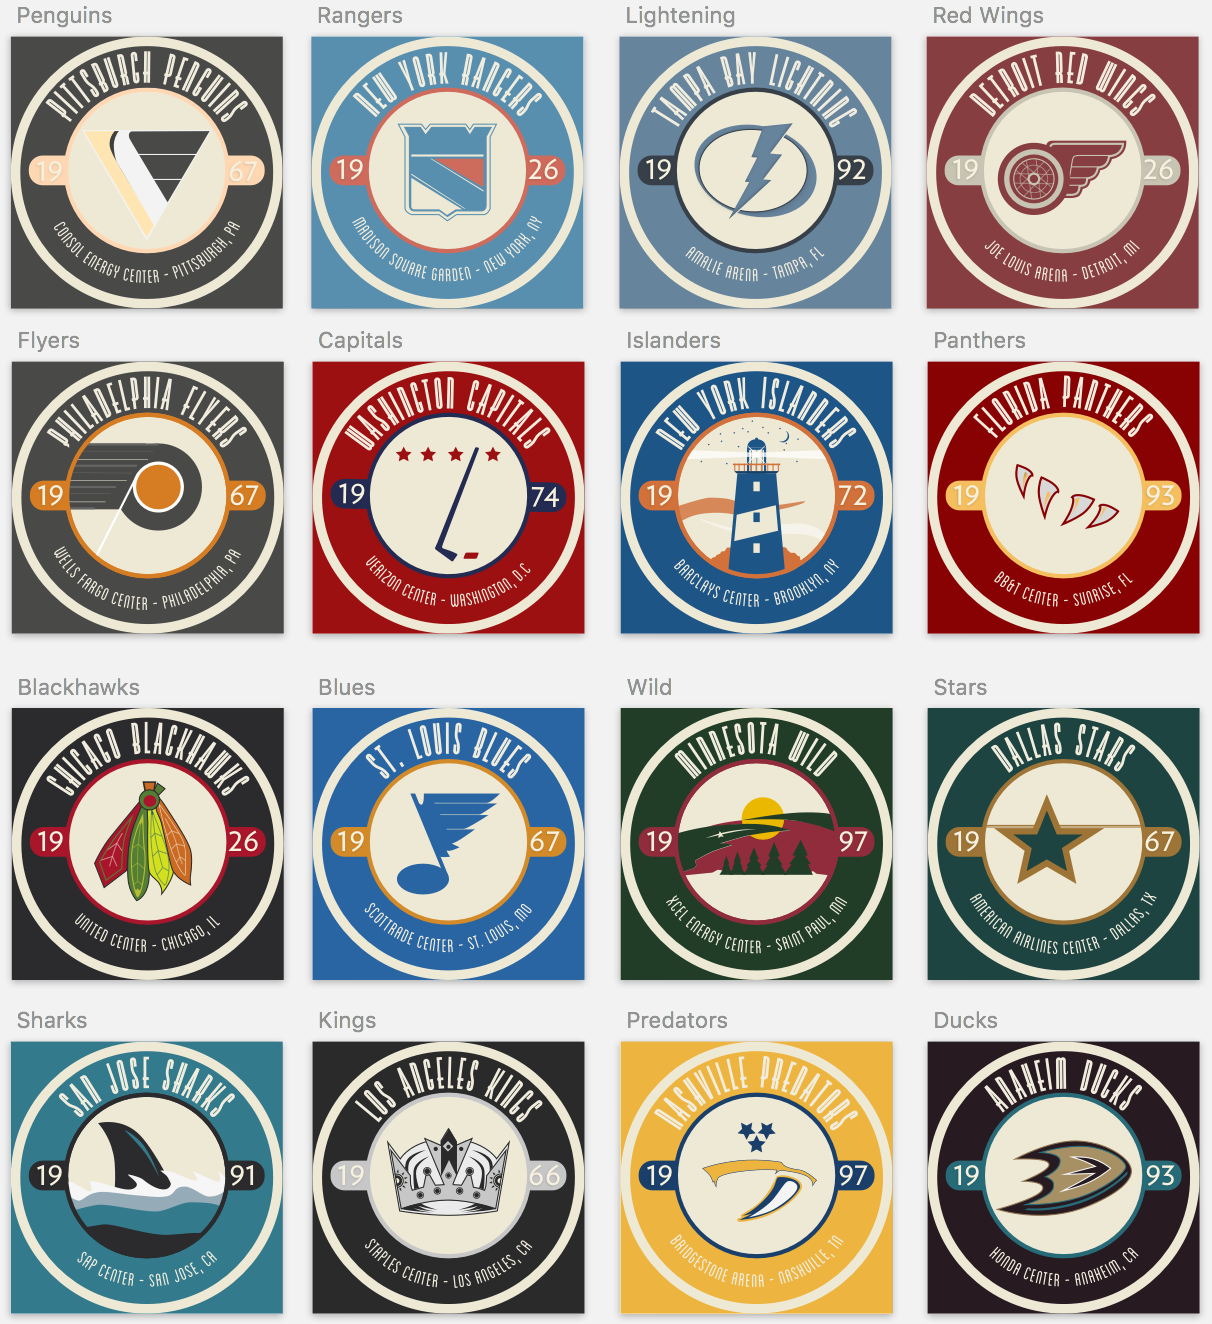 Penguins
Rangers
Lightening
Red Wings
PITTSBURGH PENGUINS
19 67
CONSOL ENERGY CENTER - PITTSBURGH, PA
NEW YORK RANGERS
19 26
MADISON SQUARE GARDEN - NEW YORK, NY
TAMPA BAY LIGHTNING
19 92
AMALIE ARENA - TAMPA, FL
DETROIT RED WINGS
19 26
JOE LOUIS ARENA - DETROIT, MI
Flyers
Capitals
Islanders
Panthers
PHILADELPHIA FLYERS
19 67
WELLS FARGO CENTER - PHILADELPHIA, PA
WASHINGTON CAPITALS
19 74
VERIZON CENTER - WASHINGTON, D.C
NEW YORK ISLANDERS
19 72
BARCLAYS CENTER - BROOKLYN, NY
FLORIDA PANTHERS
19 93
BB&T CENTER - SUNRISE, FL
Blackhawks
Blues
Wild
Stars
CHICAGO BLACKHAWKS
19 26
UNITED CENTER - CHICAGO, IL
ST. LOUIS BLUES
19 67
SCOTTRADE CENTER - ST. LOUIS, MO
MINNESOTA WILD
19 97
XCEL ENERGY CENTER - SAINT PAUL, MN
DALLAS STARS
19 67
AMERICAN AIRLINES CENTER - DALLAS, TX
Sharks
Kings
Predators
Ducks
SAN JOSE SHARKS
19 91
SAP CENTER - SAN JOSE, CA
LOS ANGELES KINGS
19 66
STAPLES CENTER - LOS ANGELES, CA
NASHVILLE PREDATORS
19 97
BRIDGESTONE ARENA - NASHVILLE, TN
ANAHEIM DUCKS
19 93
HONDA CENTER - ANAHEIM, CA